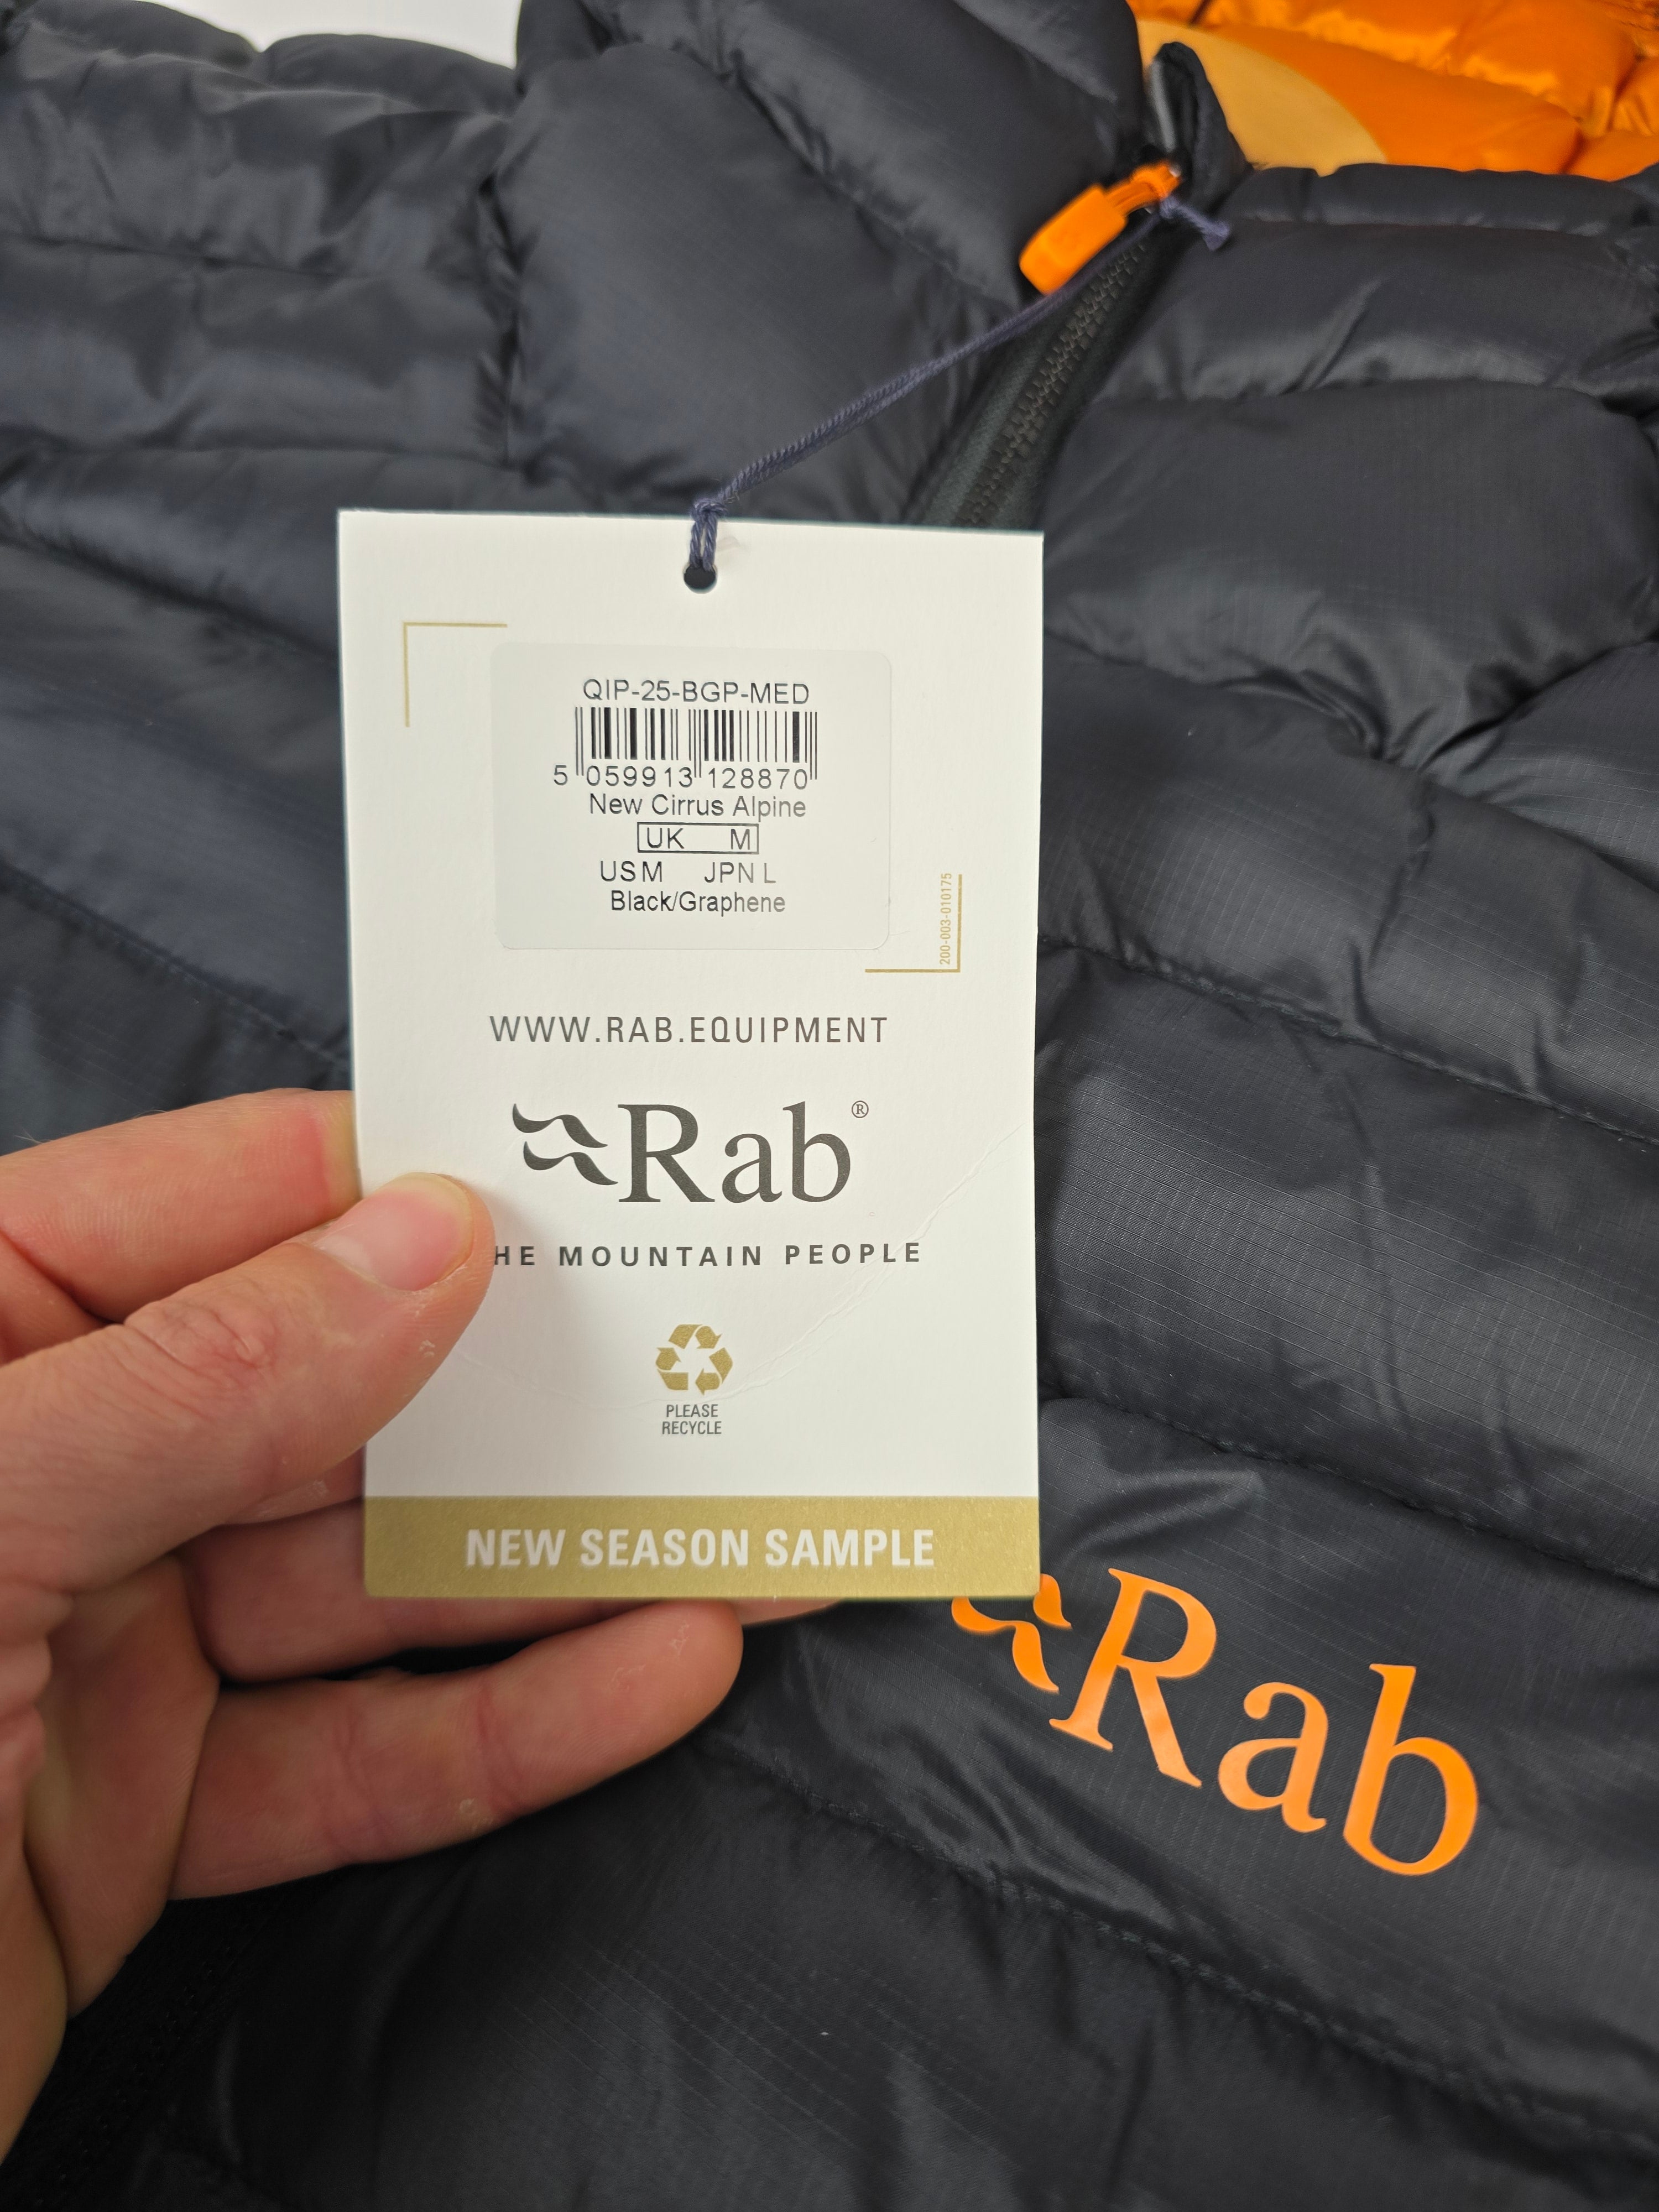 QIP-25-BGP-MED
5 059913 128870
New Cirrus Alpine
UK M
US M JPN L
Black/Graphene
200-003-010175
WWW.RAB.EQUIPMENT
Rab®
HE MOUNTAIN PEOPLE
PLEASE
RECYCLE
NEW SEASON SAMPLE
Rab